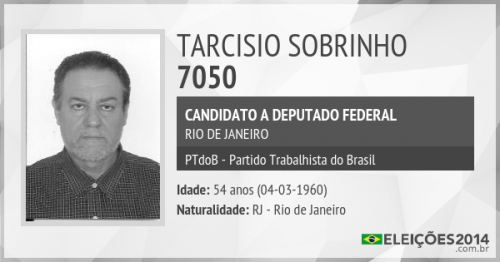 TARCISIO SOBRINHO
7050
CANDIDATO A DEPUTADO FEDERAL
RIO DE JANEIRO
PTdoB - Partido Trabalhista do Brasil
Idade: 54 anos (04-03-1960)
Naturalidade: RJ - Rio de Janeiro
ELEIÇÕES2014
.com.br